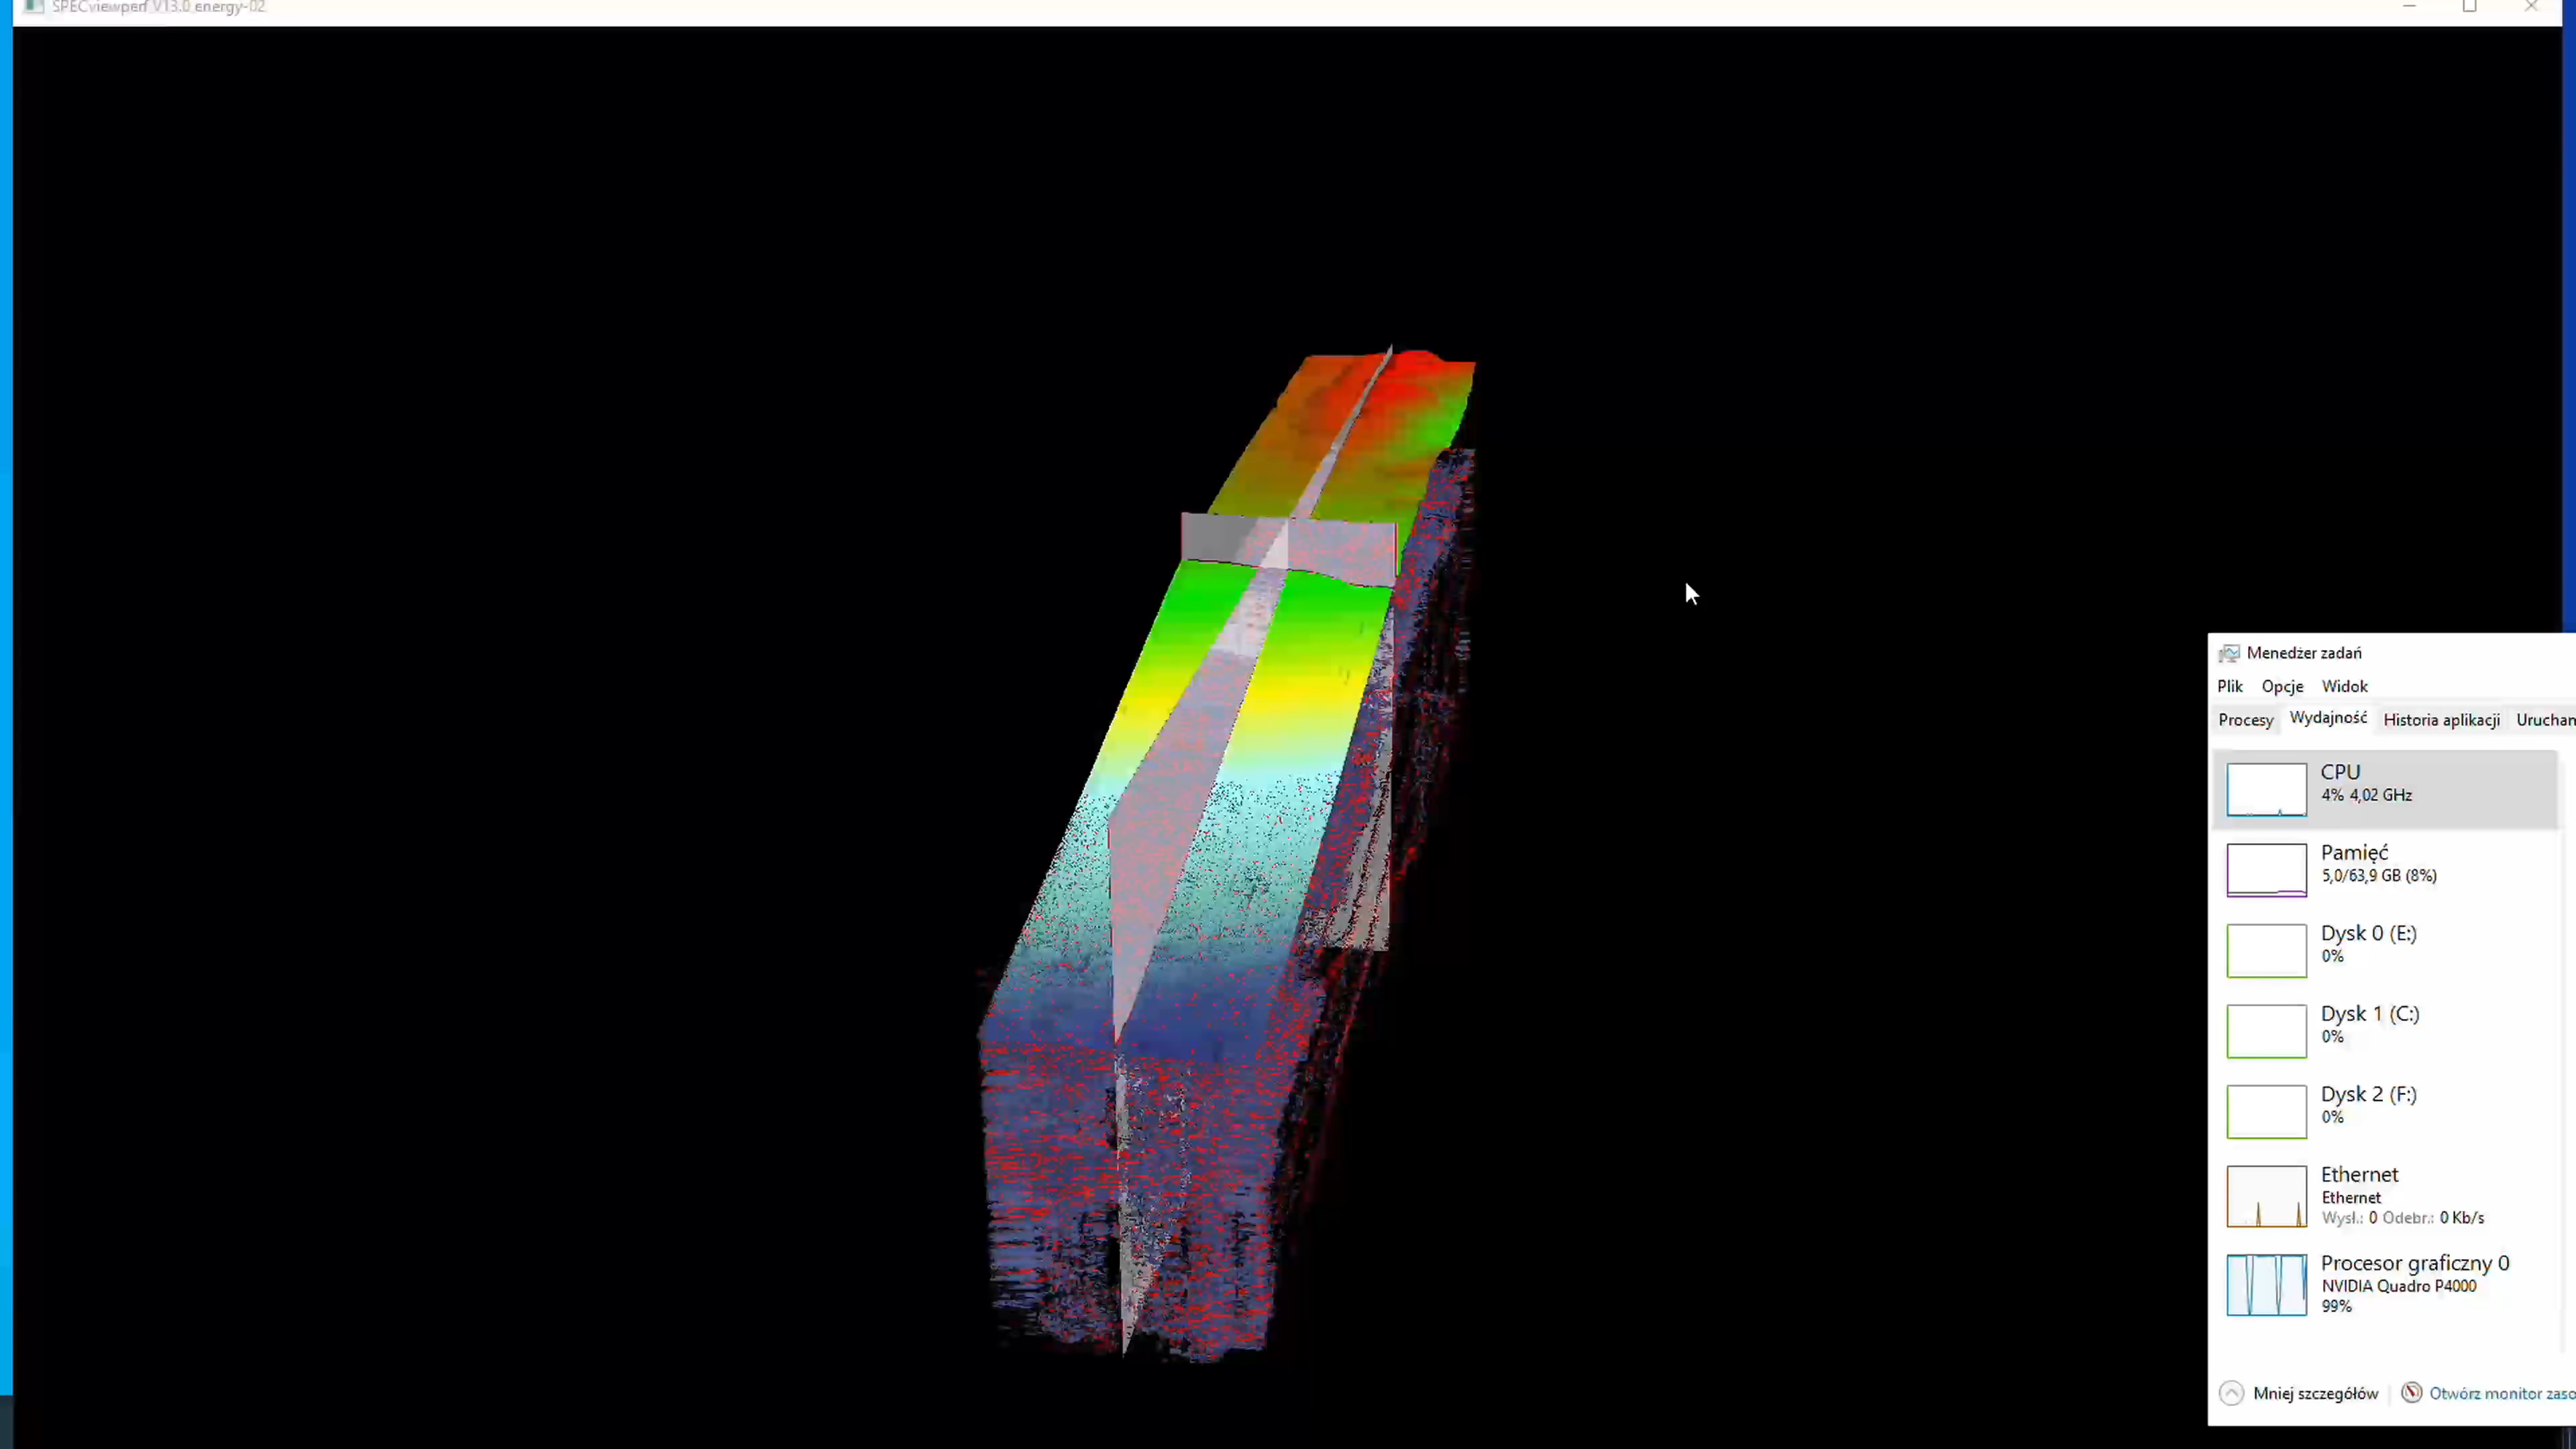 SPECviewperf V13.0 energy-02
Menedżer zadań
Plik Opcje Widok
Procesy Wydajność Historia aplikacji Urucham
CPU
4% 4,02 GHz
Pamięć
5,0/63,9 GB (8%)
Dysk 0 (E:)
0%
Dysk 1 (C:)
0%
Dysk 2 (F:)
0%
Ethernet
Ethernet
Wysł.: 0 Odebr.: 0 Kb/s
Procesor graficzny 0
NVIDIA Quadro P4000
99%
Mniej szczegółów Otwórz monitor zaso